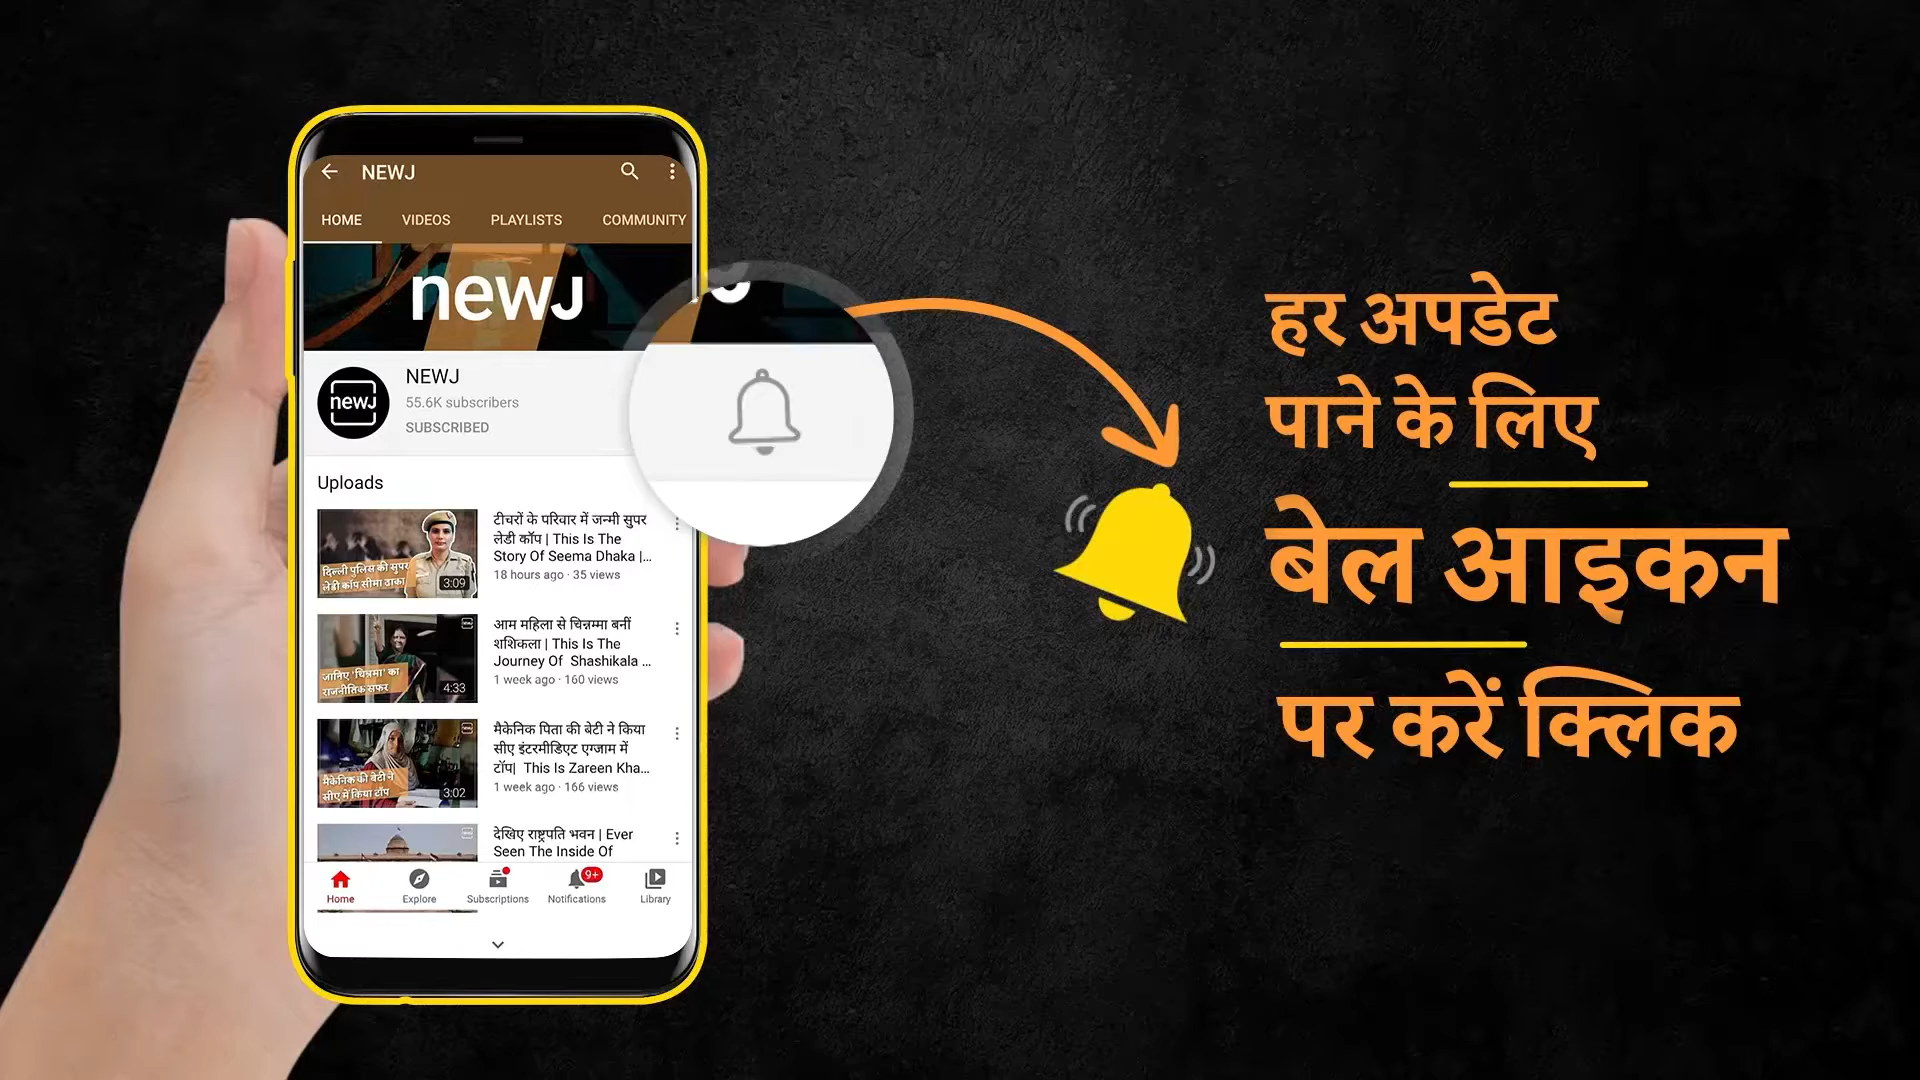 NEWJ
HOME VIDEOS PLAYLISTS COMMUNITY
newJ
newJ
NEWJ
55.6K subscribers
SUBSCRIBED
Uploads
दिल्ली पुलिस की सुपर
लेडी कॉप सीमा ढाका
3:09
टीचरों के परिवार में जन्मी सुपर
लेडी कॉप | This Is The
Story Of Seema Dhaka |...
18 hours ago · 35 views
जानिए 'चिन्नमा' का
राजनीतिक सफर
4:33
आम महिला से चिन्नम्मा बनीं
शशिकला | This Is The
Journey Of Shashikala ...
1 week ago · 160 views
मैकेनिक की बेटी ने
सीए में किया टॉप
3:02
मैकेनिक पिता की बेटी ने किया
सीए इंटरमीडिएट एग्जाम में
टॉप| This Is Zareen Kha...
1 week ago · 166 views
देखिए राष्ट्रपति भवन | Ever
Seen The Inside Of
9+
Home Explore Subscriptions Notifications Library
हर अपडेट
पाने के लिए
बेल आइकन
पर करें क्लिक